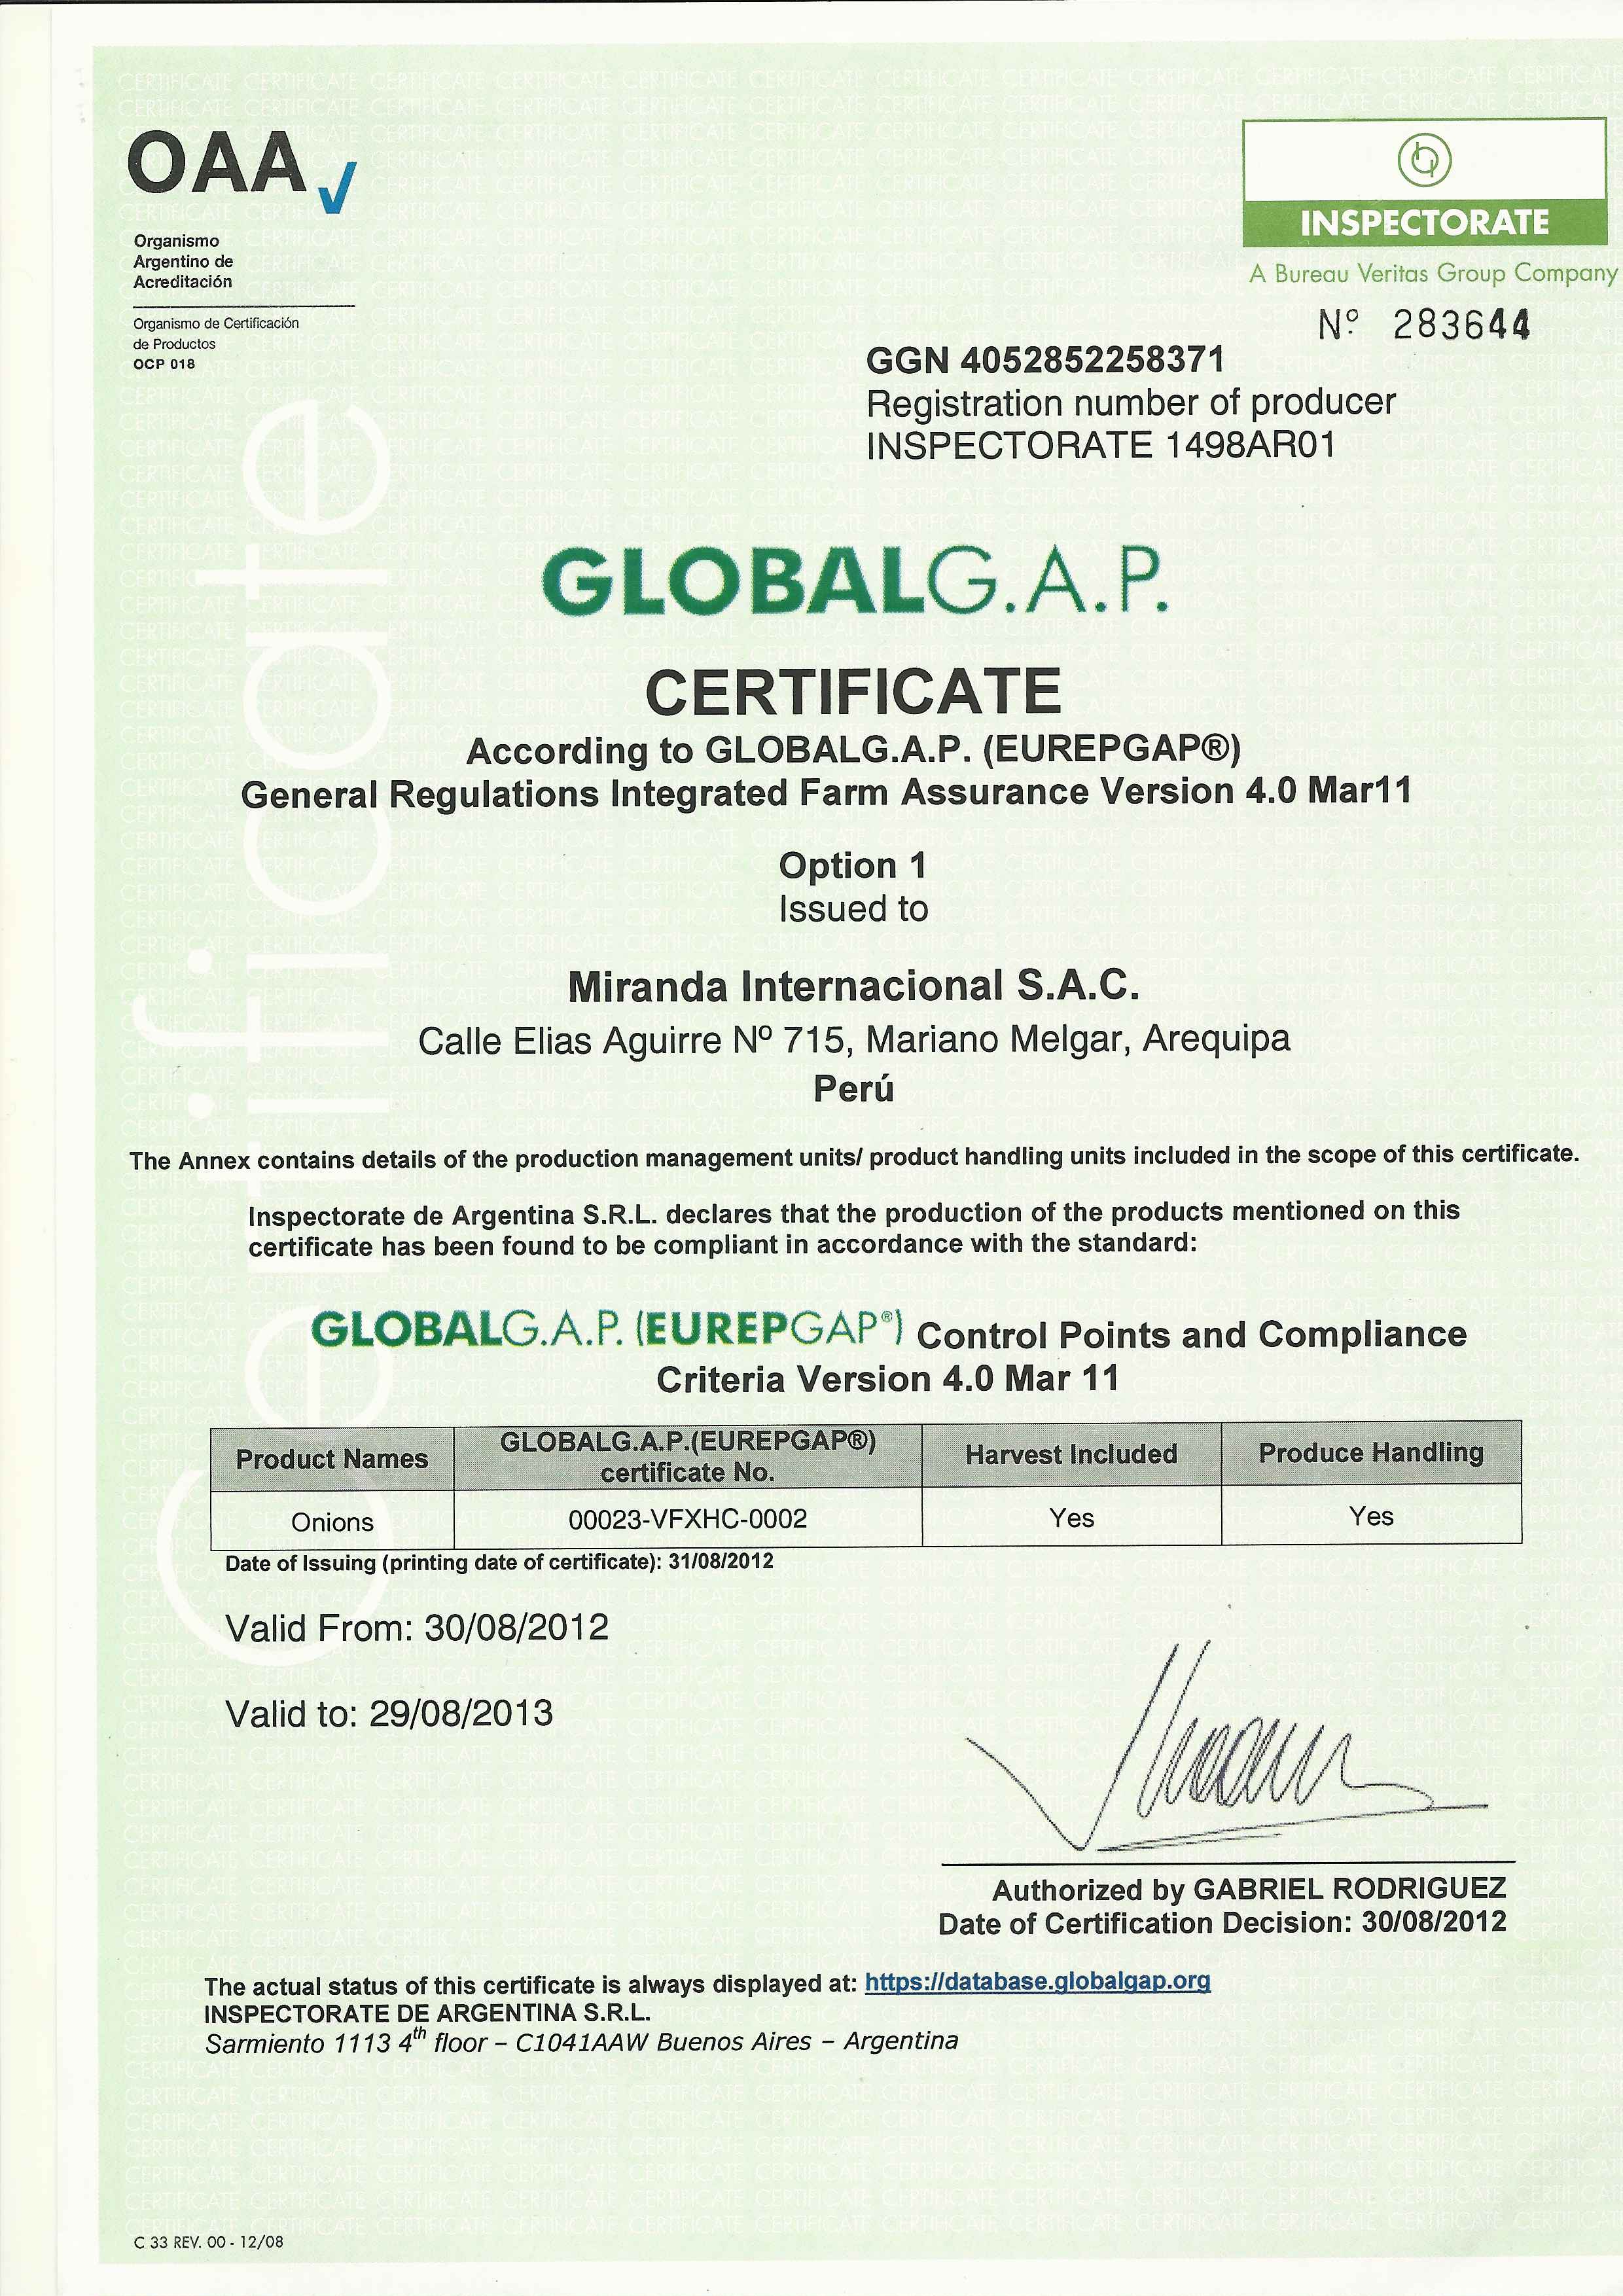 OAA
Organismo
Argentino de
Acreditación
Organismo de Certificación
de Productos
OCP 018
INSPECTORATE
A Bureau Veritas Group Company
Nº 283644
GGN 4052852258371
Registration number of producer
INSPECTORATE 1498AR01
GLOBALG.A.P.
CERTIFICATE
According to GLOBALG.A.P. (EUREPGAP®)
General Regulations Integrated Farm Assurance Version 4.0 Mar11
Option 1
Issued to
Miranda Internacional S.A.C.
Calle Elias Aguirre Nº 715, Mariano Melgar, Arequipa
Perú
The Annex contains details of the production management units/ product handling units included in the scope of this certificate.
Inspectorate de Argentina S.R.L. declares that the production of the products mentioned on this
certificate has been found to be compliant in accordance with the standard:
GLOBALG.A.P. (EUREPGAP®) Control Points and Compliance
Criteria Version 4.0 Mar 11
Product Names GLOBALG.A.P.(EUREPGAP®) certificate No. Harvest Included Produce Handling
Onions 00023-VFXHC-0002 Yes Yes
Date of Issuing (printing date of certificate): 31/08/2012
Valid From: 30/08/2012
Valid to: 29/08/2013
Authorized by GABRIEL RODRIGUEZ
Date of Certification Decision: 30/08/2012
The actual status of this certificate is always displayed at: https://database.globalgap.org
INSPECTORATE DE ARGENTINA S.R.L.
Sarmiento 1113 4th floor – C1041AAW Buenos Aires – Argentina
C 33 REV. 00 - 12/08
Certificate